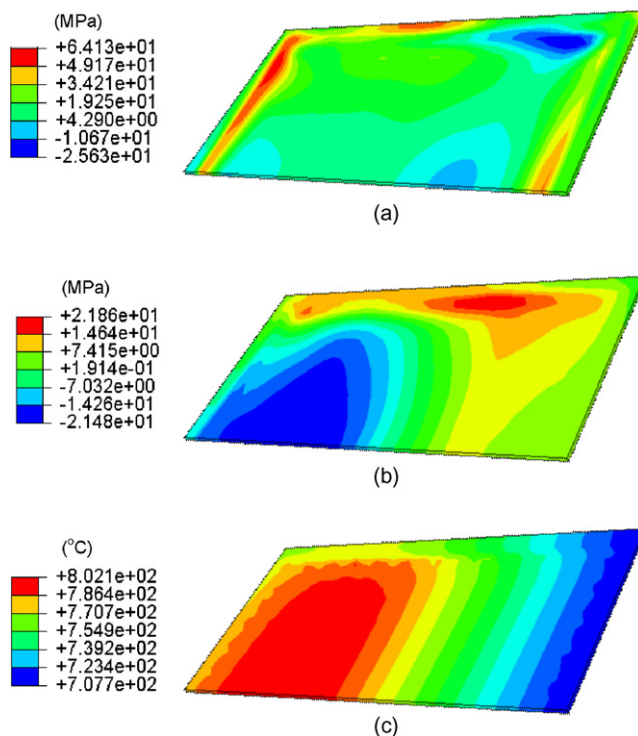 (MPa)
+6.413e+01
+4.917e+01
+3.421e+01
+1.925e+01
+4.290e+00
-1.067e+01
-2.563e+01
(a)
(MPa)
+2.186e+01
+1.464e+01
+7.415e+00
+1.914e-01
-7.032e+00
-1.426e+01
-2.148e+01
(b)
(°C)
+8.021e+02
+7.864e+02
+7.707e+02
+7.549e+02
+7.392e+02
+7.234e+02
+7.077e+02
(c)